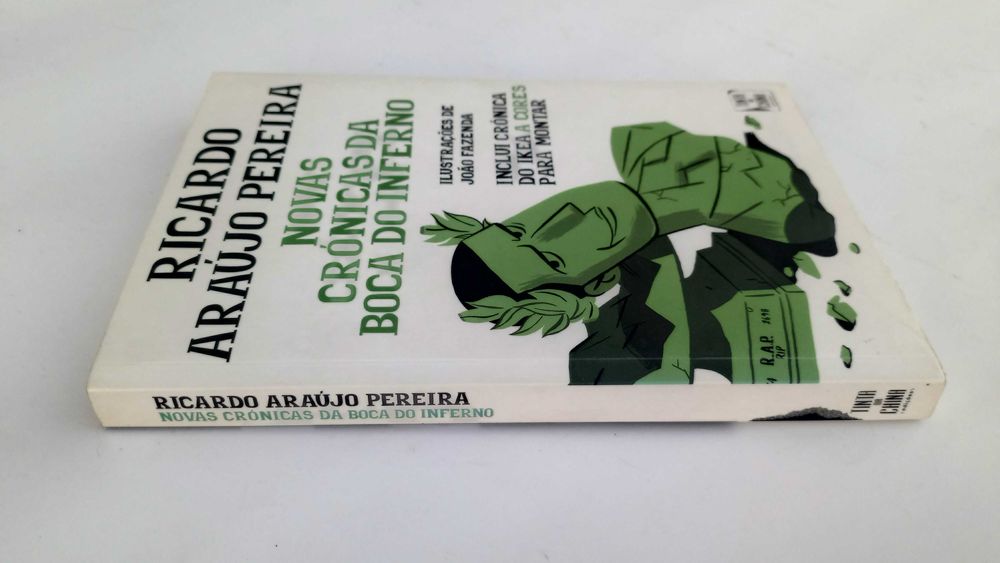 RICARDO
ARAÚJO PEREIRA
NOVAS
CRÓNICAS DA
BOCA DO INFERNO
ILUSTRAÇÕES DE
JOÃO FAZENDA
INCLUI CRÓNICA
DO IKEA A CORES
PARA MONTAR
R.A.P.
RIP
RICARDO ARAÚJO PEREIRA
NOVAS CRÓNICAS DA BOCA DO INFERNO
TINTA
DA
CHINA